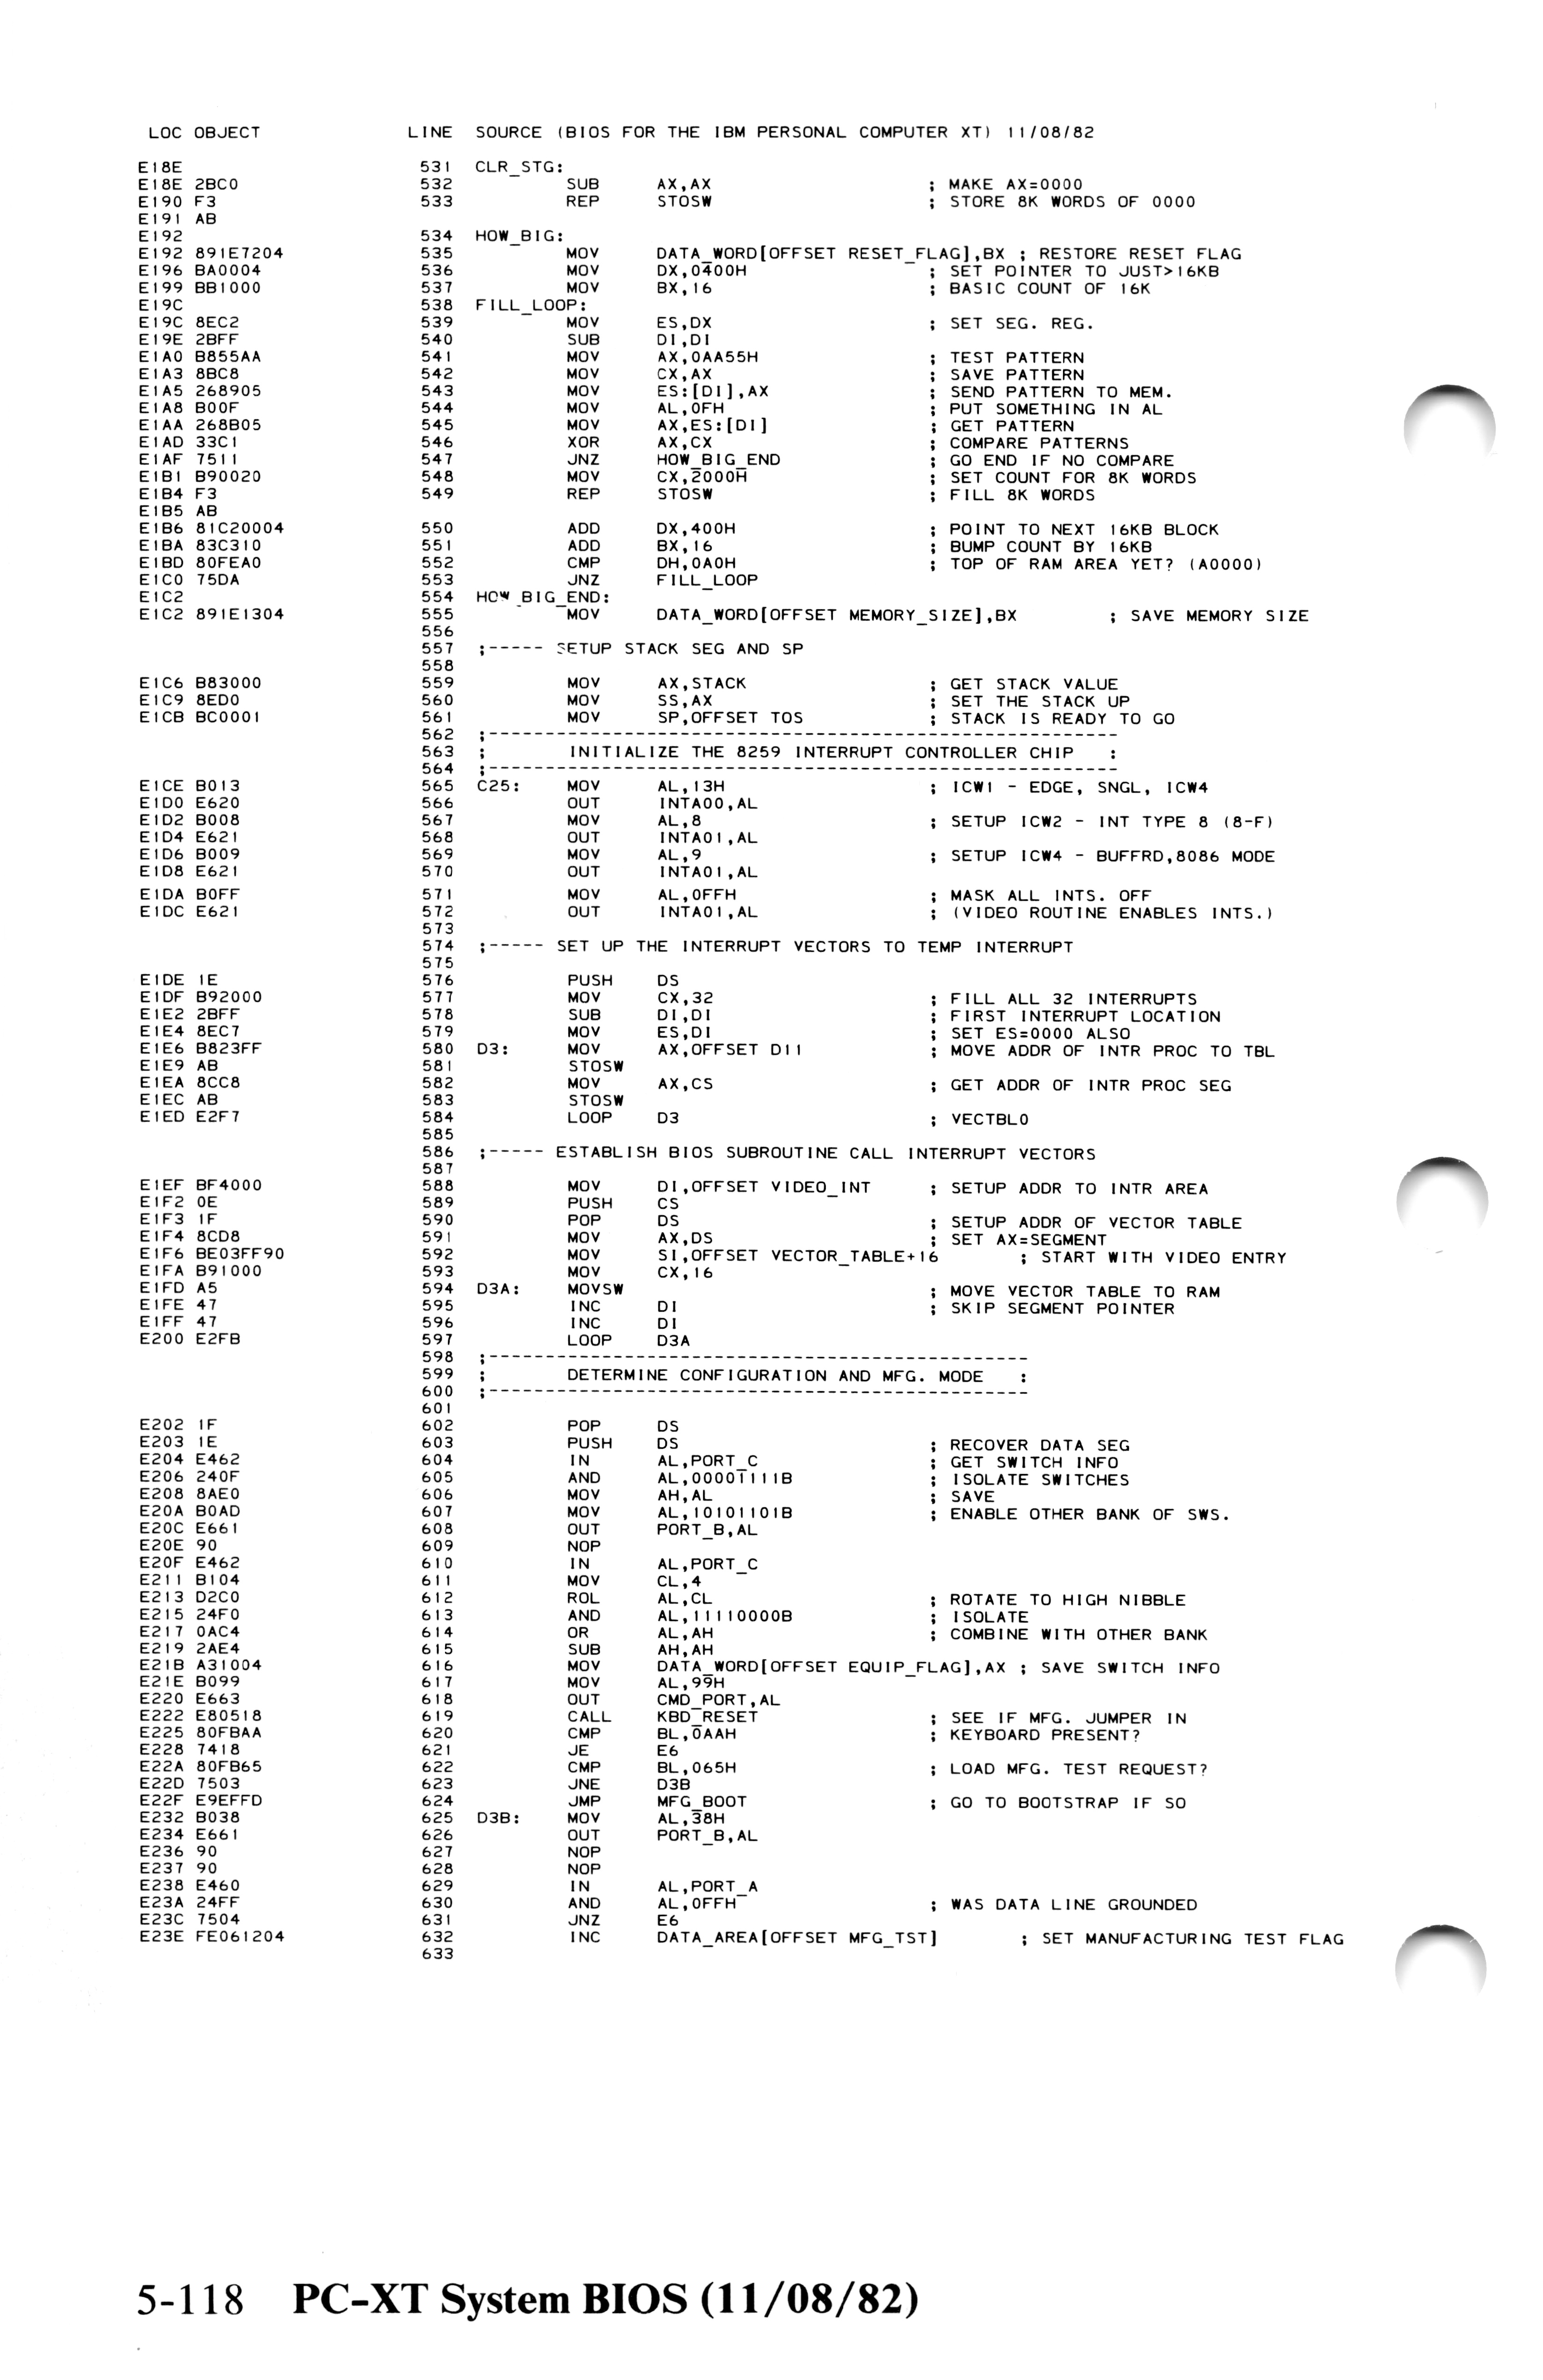 LOC OBJECT LINE SOURCE (BIOS FOR THE IBM PERSONAL COMPUTER XT) 11/08/82
E18E 531 CLR_STG:
E18E 2BC0 532 SUB AX,AX ; MAKE AX=0000
E190 F3 533 REP STOSW ; STORE 8K WORDS OF 0000
E191 AB
E192 534 HOW_BIG:
E192 891E7204 535 MOV DATA_WORD[OFFSET RESET_FLAG],BX ; RESTORE RESET FLAG
E196 BA0004 536 MOV DX,0400H ; SET POINTER TO JUST>16KB
E199 BB1000 537 MOV BX,16 ; BASIC COUNT OF 16K
E19C 538 FILL_LOOP:
E19C 8EC2 539 MOV ES,DX ; SET SEG. REG.
E19E 2BFF 540 SUB DI,DI
E1A0 B855AA 541 MOV AX,0AA55H ; TEST PATTERN
E1A3 8BC8 542 MOV CX,AX ; SAVE PATTERN
E1A5 268905 543 MOV ES:[DI],AX ; SEND PATTERN TO MEM.
E1A8 B00F 544 MOV AL,0FH ; PUT SOMETHING IN AL
E1AA 268B05 545 MOV AX,ES:[DI] ; GET PATTERN
E1AD 33C1 546 XOR AX,CX ; COMPARE PATTERNS
E1AF 7511 547 JNZ HOW_BIG_END ; GO END IF NO COMPARE
E1B1 B90020 548 MOV CX,2000H ; SET COUNT FOR 8K WORDS
E1B4 F3 549 REP STOSW ; FILL 8K WORDS
E1B5 AB
E1B6 81C20004 550 ADD DX,400H ; POINT TO NEXT 16KB BLOCK
E1BA 83C310 551 ADD BX,16 ; BUMP COUNT BY 16KB
E1BD 80FEA0 552 CMP DH,0A0H ; TOP OF RAM AREA YET? (A0000)
E1C0 75DA 553 JNZ FILL_LOOP
E1C2 554 HOW_BIG_END:
E1C2 891E1304 555 MOV DATA_WORD[OFFSET MEMORY_SIZE],BX ; SAVE MEMORY SIZE
556
557 ;----- SETUP STACK SEG AND SP
558
E1C6 B83000 559 MOV AX,STACK ; GET STACK VALUE
E1C9 8ED0 560 MOV SS,AX ; SET THE STACK UP
E1CB BC0001 561 MOV SP,OFFSET TOS ; STACK IS READY TO GO
562 ;--------------------------------------------------------
563 ; INITIALIZE THE 8259 INTERRUPT CONTROLLER CHIP :
564 ;--------------------------------------------------------
E1CE B013 565 C25: MOV AL,13H ; ICW1 - EDGE, SNGL, ICW4
E1D0 E620 566 OUT INTA00,AL
E1D2 B008 567 MOV AL,8 ; SETUP ICW2 - INT TYPE 8 (8-F)
E1D4 E621 568 OUT INTA01,AL
E1D6 B009 569 MOV AL,9 ; SETUP ICW4 - BUFFRD,8086 MODE
E1D8 E621 570 OUT INTA01,AL
E1DA B0FF 571 MOV AL,0FFH ; MASK ALL INTS. OFF
E1DC E621 572 OUT INTA01,AL ; (VIDEO ROUTINE ENABLES INTS.)
573
574 ;----- SET UP THE INTERRUPT VECTORS TO TEMP INTERRUPT
575
E1DE 1E 576 PUSH DS
E1DF B92000 577 MOV CX,32 ; FILL ALL 32 INTERRUPTS
E1E2 2BFF 578 SUB DI,DI ; FIRST INTERRUPT LOCATION
E1E4 8EC7 579 MOV ES,DI ; SET ES=0000 ALSO
E1E6 B823FF 580 D3: MOV AX,OFFSET D11 ; MOVE ADDR OF INTR PROC TO TBL
E1E9 AB 581 STOSW
E1EA 8CC8 582 MOV AX,CS ; GET ADDR OF INTR PROC SEG
E1EC AB 583 STOSW
E1ED E2F7 584 LOOP D3 ; VECTBL0
585
586 ;----- ESTABLISH BIOS SUBROUTINE CALL INTERRUPT VECTORS
587
E1EF BF4000 588 MOV DI,OFFSET VIDEO_INT ; SETUP ADDR TO INTR AREA
E1F2 0E 589 PUSH CS
E1F3 1F 590 POP DS ; SETUP ADDR OF VECTOR TABLE
E1F4 8CD8 591 MOV AX,DS ; SET AX=SEGMENT
E1F6 BE03FF90 592 MOV SI,OFFSET VECTOR_TABLE+16 ; START WITH VIDEO ENTRY
E1FA B91000 593 MOV CX,16
E1FD A5 594 D3A: MOVSW ; MOVE VECTOR TABLE TO RAM
E1FE 47 595 INC DI ; SKIP SEGMENT POINTER
E1FF 47 596 INC DI
E200 E2FB 597 LOOP D3A
598 ;------------------------------------------------
599 ; DETERMINE CONFIGURATION AND MFG. MODE :
600 ;------------------------------------------------
601
E202 1F 602 POP DS
E203 1E 603 PUSH DS ; RECOVER DATA SEG
E204 E462 604 IN AL,PORT_C ; GET SWITCH INFO
E206 240F 605 AND AL,00001111B ; ISOLATE SWITCHES
E208 8AE0 606 MOV AH,AL ; SAVE
E20A B0AD 607 MOV AL,10101101B ; ENABLE OTHER BANK OF SWS.
E20C E661 608 OUT PORT_B,AL
E20E 90 609 NOP
E20F E462 610 IN AL,PORT_C
E211 B104 611 MOV CL,4
E213 D2C0 612 ROL AL,CL ; ROTATE TO HIGH NIBBLE
E215 24F0 613 AND AL,11110000B ; ISOLATE
E217 0AC4 614 OR AL,AH ; COMBINE WITH OTHER BANK
E219 2AE4 615 SUB AH,AH
E21B A31004 616 MOV DATA_WORD[OFFSET EQUIP_FLAG],AX ; SAVE SWITCH INFO
E21E B099 617 MOV AL,99H
E220 E663 618 OUT CMD_PORT,AL
E222 E80518 619 CALL KBD_RESET ; SEE IF MFG. JUMPER IN
E225 80FBAA 620 CMP BL,0AAH ; KEYBOARD PRESENT?
E228 7418 621 JE E6
E22A 80FB65 622 CMP BL,065H ; LOAD MFG. TEST REQUEST?
E22D 7503 623 JNE D3B
E22F E9EFFD 624 JMP MFG_BOOT ; GO TO BOOTSTRAP IF SO
E232 B038 625 D3B: MOV AL,38H
E234 E661 626 OUT PORT_B,AL
E236 90 627 NOP
E237 90 628 NOP
E238 E460 629 IN AL,PORT_A
E23A 24FF 630 AND AL,0FFH ; WAS DATA LINE GROUNDED
E23C 7504 631 JNZ E6
E23E FE061204 632 INC DATA_AREA[OFFSET MFG_TST] ; SET MANUFACTURING TEST FLAG
633
5-118 PC-XT System BIOS (11/08/82)